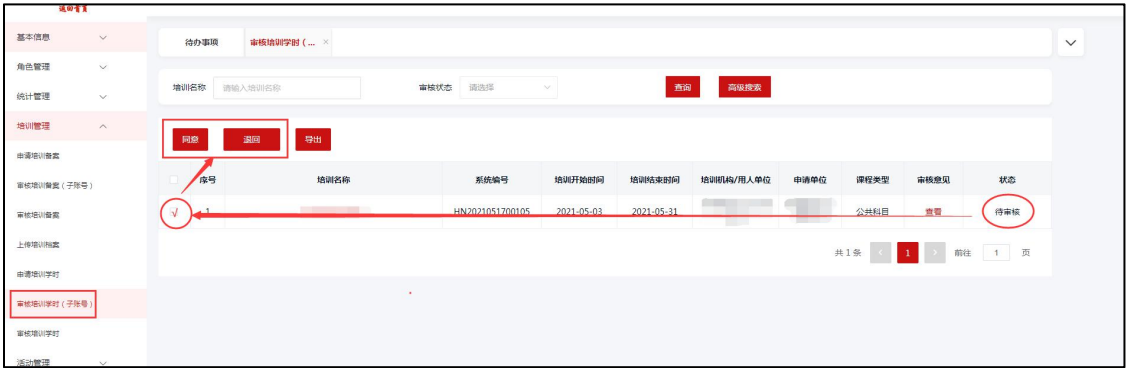 返回首页
基本信息
待办事项 审核培训学时（... ×
角色管理
培训名称 请输入培训名称 审核状态 请选择 查询 高级搜索
统计管理
培训管理
同意 退回 导出
申请培训备案
审核培训备案（子账号）
序号 培训名称 系统编号 培训开始时间 培训结束时间 培训机构/用人单位 申请单位 课程类型 审核意见 状态
审核培训备案
√ 1 HN2021051700105 2021-05-03 2021-05-31 公共科目 查看 待审核
上传培训档案
共 1 条 < 1 > 前往 1 页
申请培训学时
审核培训学时（子账号）
审核培训学时
活动管理